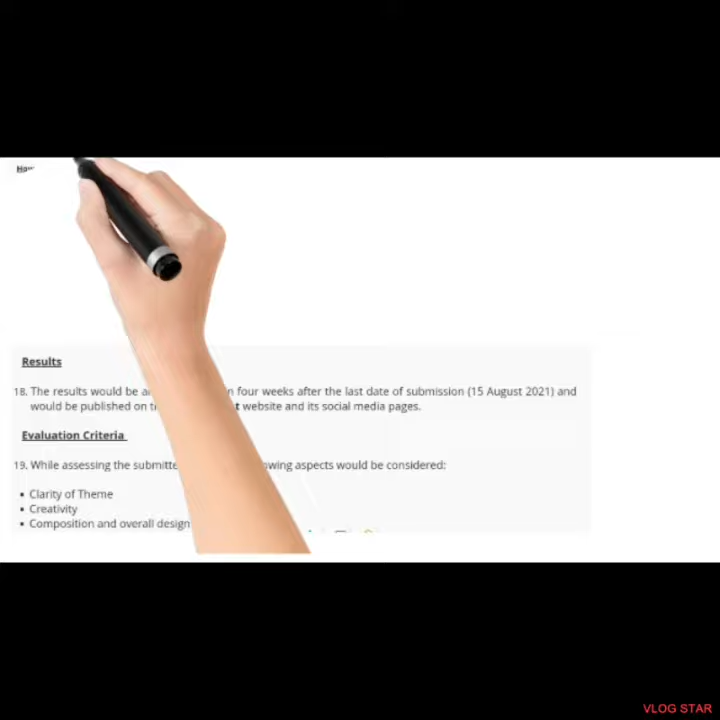 How
Results
18. The results would be in four weeks after the last date of submission (15 August 2021) and
would be published on website and its social media pages.
Evaluation Criteria
19. While assessing the aspects would be considered:
• Clarity of Theme
• Creativity
• Composition and overall design
VLOG STAR